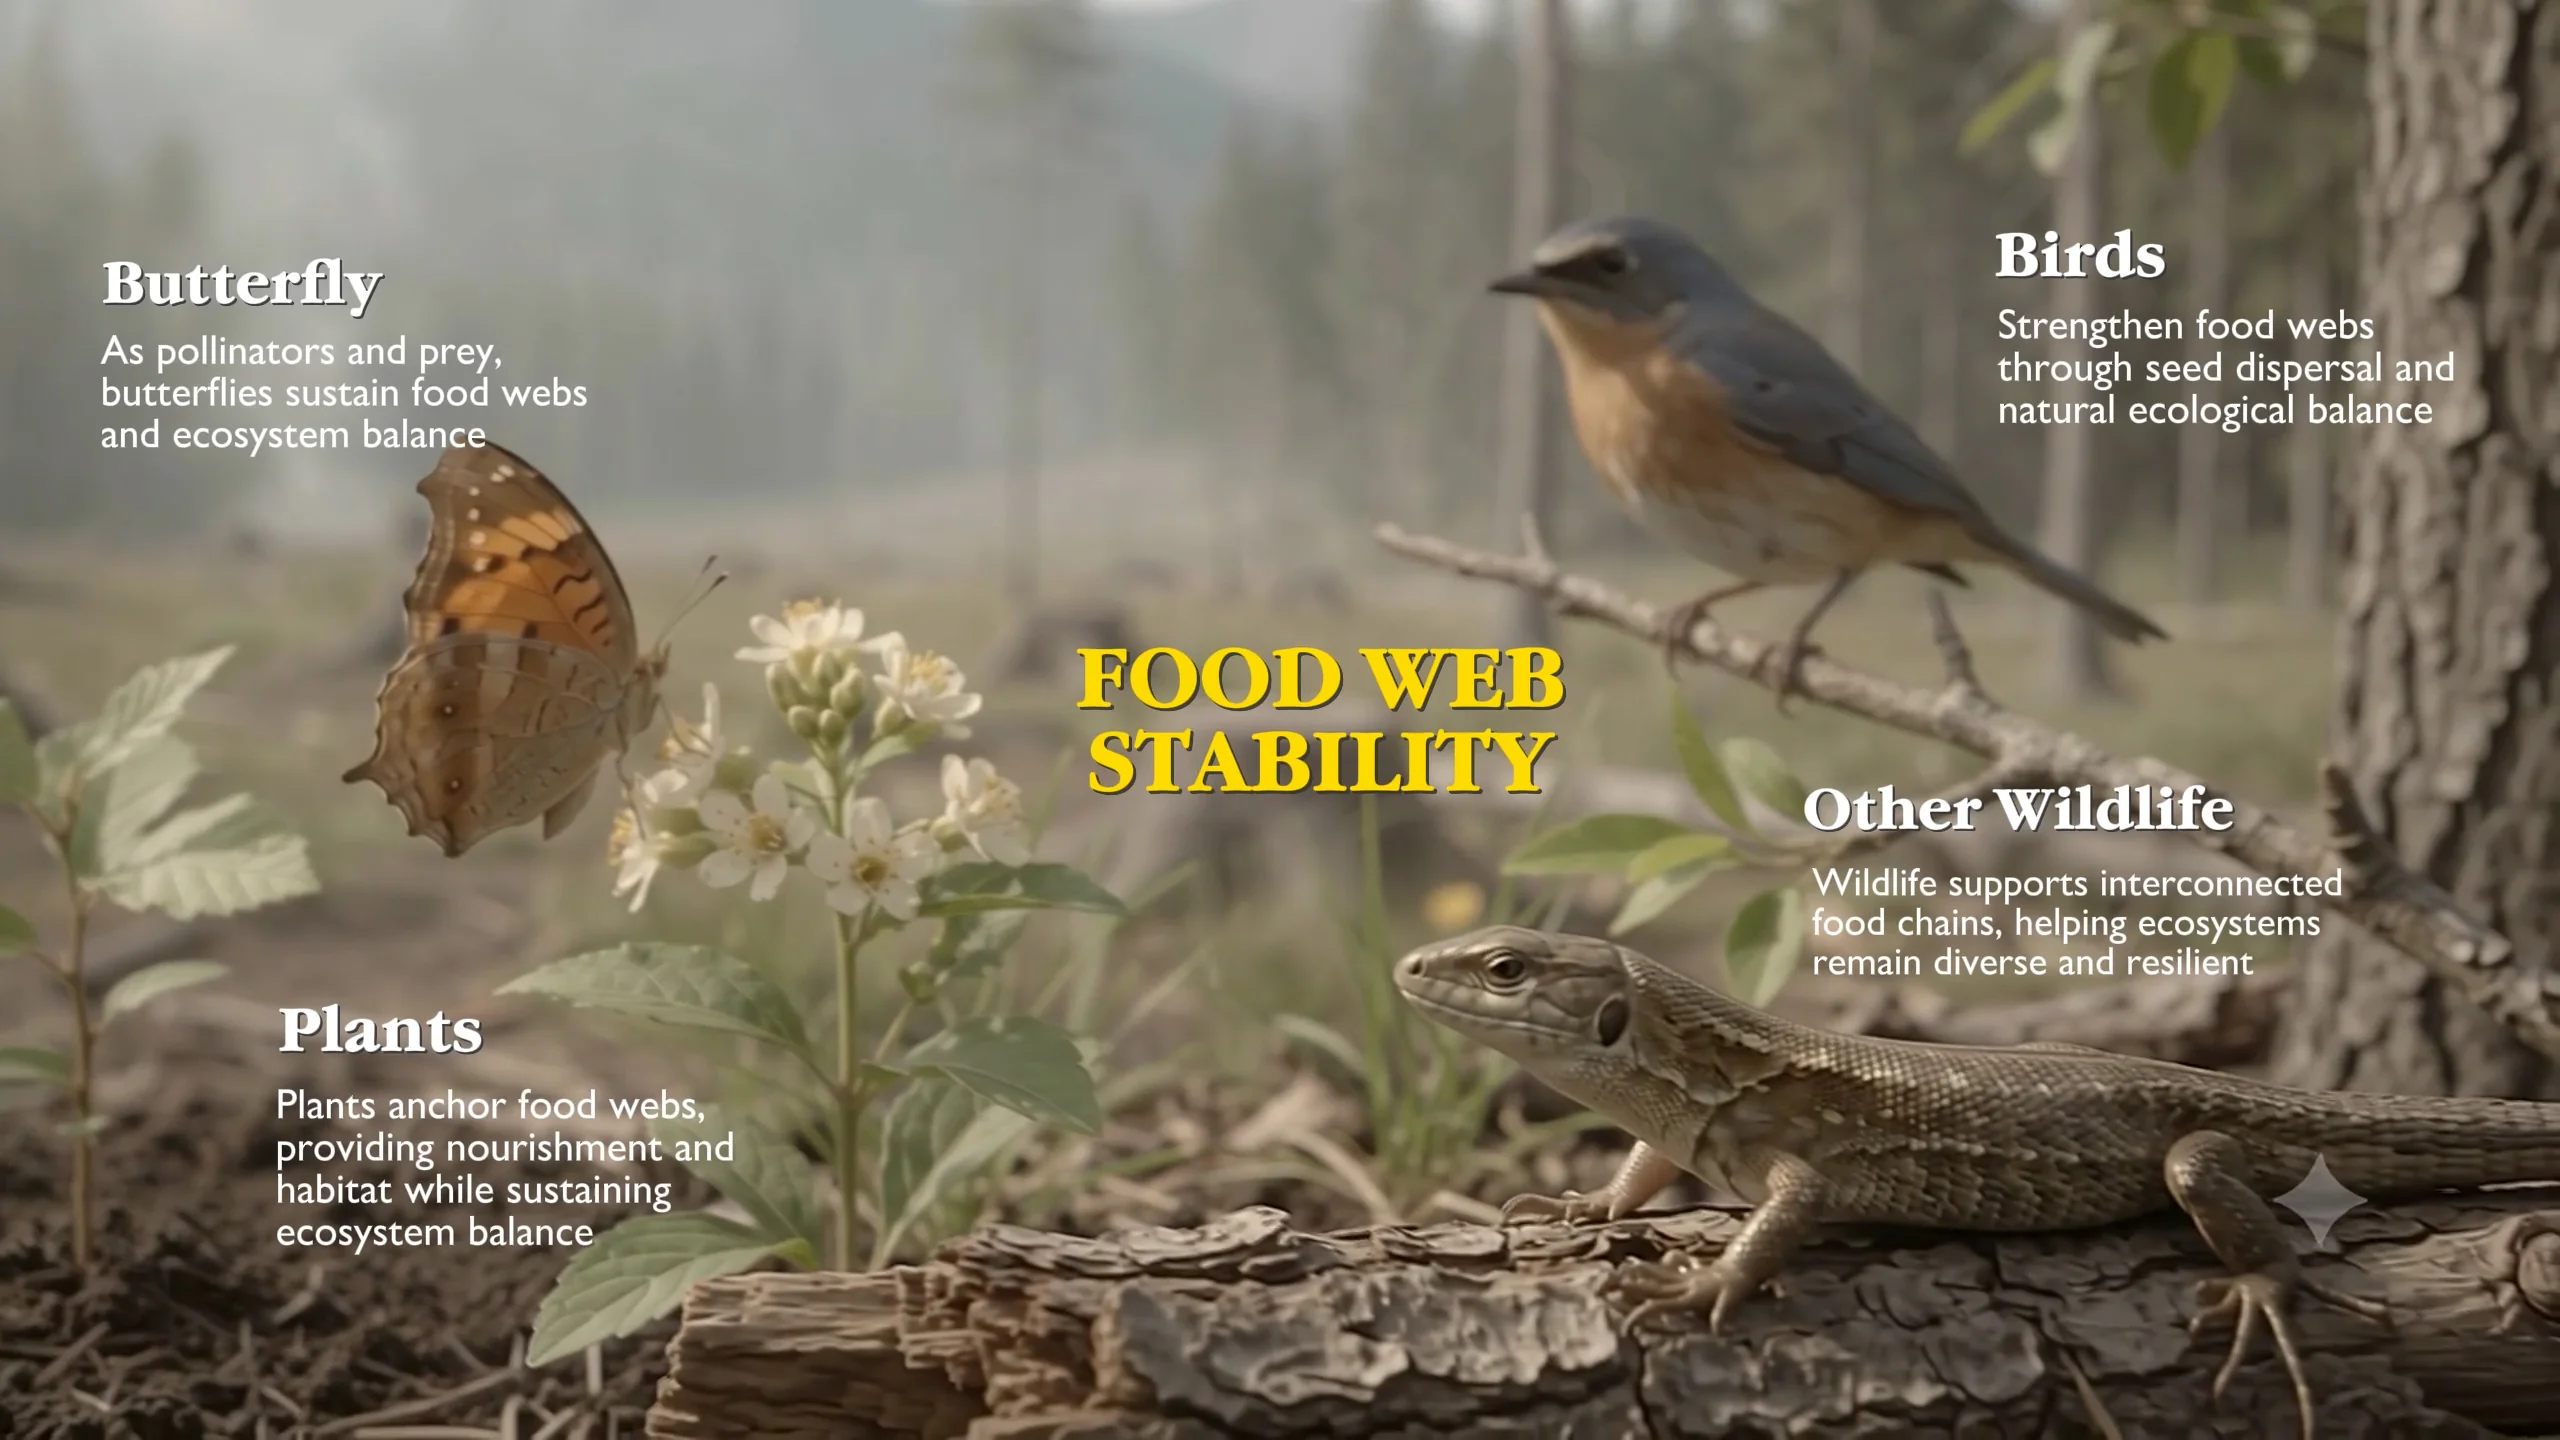 Butterfly
As pollinators and prey,
butterflies sustain food webs
and ecosystem balance
Birds
Strengthen food webs
through seed dispersal and
natural ecological balance
FOOD WEB
STABILITY
Other Wildlife
Wildlife supports interconnected
food chains, helping ecosystems
remain diverse and resilient
Plants
Plants anchor food webs,
providing nourishment and
habitat while sustaining
ecosystem balance